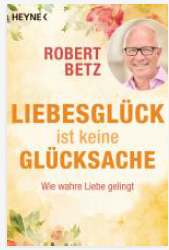 HEYNE
ROBERT
BETZ
LIEBESGLÜCK
ist keine
GLÜCKSACHE
Wie wahre Liebe gelingt